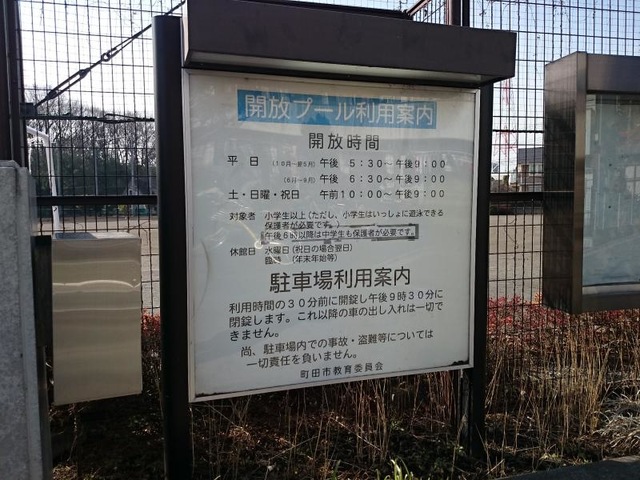 開放プール利用案内
開放時間
平日 (10月〜翌5月) 午後 5:30〜午後9:00
(6月〜9月) 午後 6:30〜午後9:00
土・日曜・祝日 午前10:00〜午後9:00
対象者 小学生以上(ただし、小学生はいっしょに遊泳できる
保護者が必要です。)
(午後6時以降は中学生も保護者が必要です。
休館日 水曜日(祝日の場合翌日)
臨時 (年末年始等)
駐車場利用案内
利用時間の30分前に開錠し午後9時30分に
閉錠します。これ以降の車の出し入れは一切で
きません。
尚、駐車場内での事故・盗難等については
一切責任を負いません。
町田市教育委員会